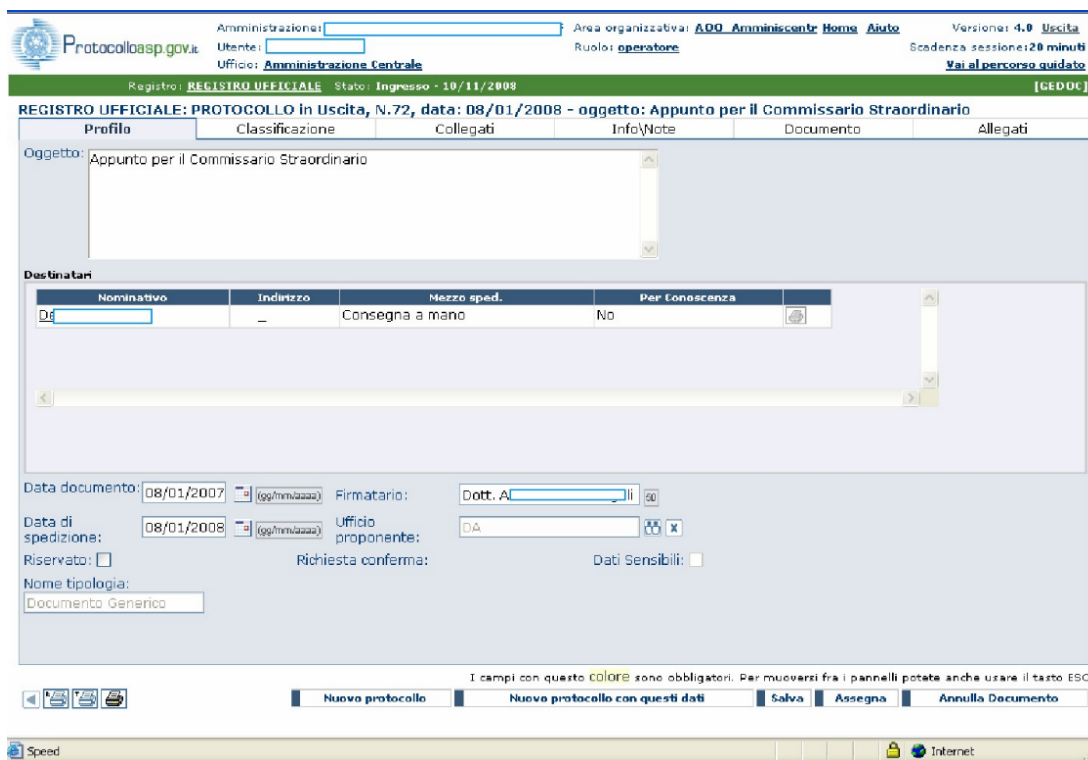 Protocolloasp.gov.it
Amministrazione: Area organizzativa: AOO_Amminiscentr Home Aiuto Versione: 4.0 Uscita
Utente: Ruolo: operatore Scadenza sessione:20 minuti
Ufficio: Amministrazione Centrale Vai al percorso guidato
Registro: REGISTRO UFFICIALE Stato: Ingresso - 10/11/2008 [GEDOC]
REGISTRO UFFICIALE: PROTOCOLLO in Uscita, N.72, data: 08/01/2008 - oggetto: Appunto per il Commissario Straordinario
Profilo Classificazione Collegati Info\Note Documento Allegati
Oggetto: Appunto per il Commissario Straordinario
Destinatari
Nominativo Indirizzo Mezzo sped. Per Conoscenza
De _ Consegna a mano No
Data documento: 08/01/2007 (gg/mm/aaaa) Firmatario: Dott. A li
Data di spedizione: 08/01/2008 (gg/mm/aaaa) Ufficio proponente: DA
Riservato: Richiesta conferma: Dati Sensibili:
Nome tipologia:
Documento Generico
I campi con questo colore sono obbligatori. Per muoversi fra i pannelli potete anche usare il tasto ESC
Nuovo protocollo Nuovo protocollo con questi dati Salva Assegna Annulla Documento
Speed Internet